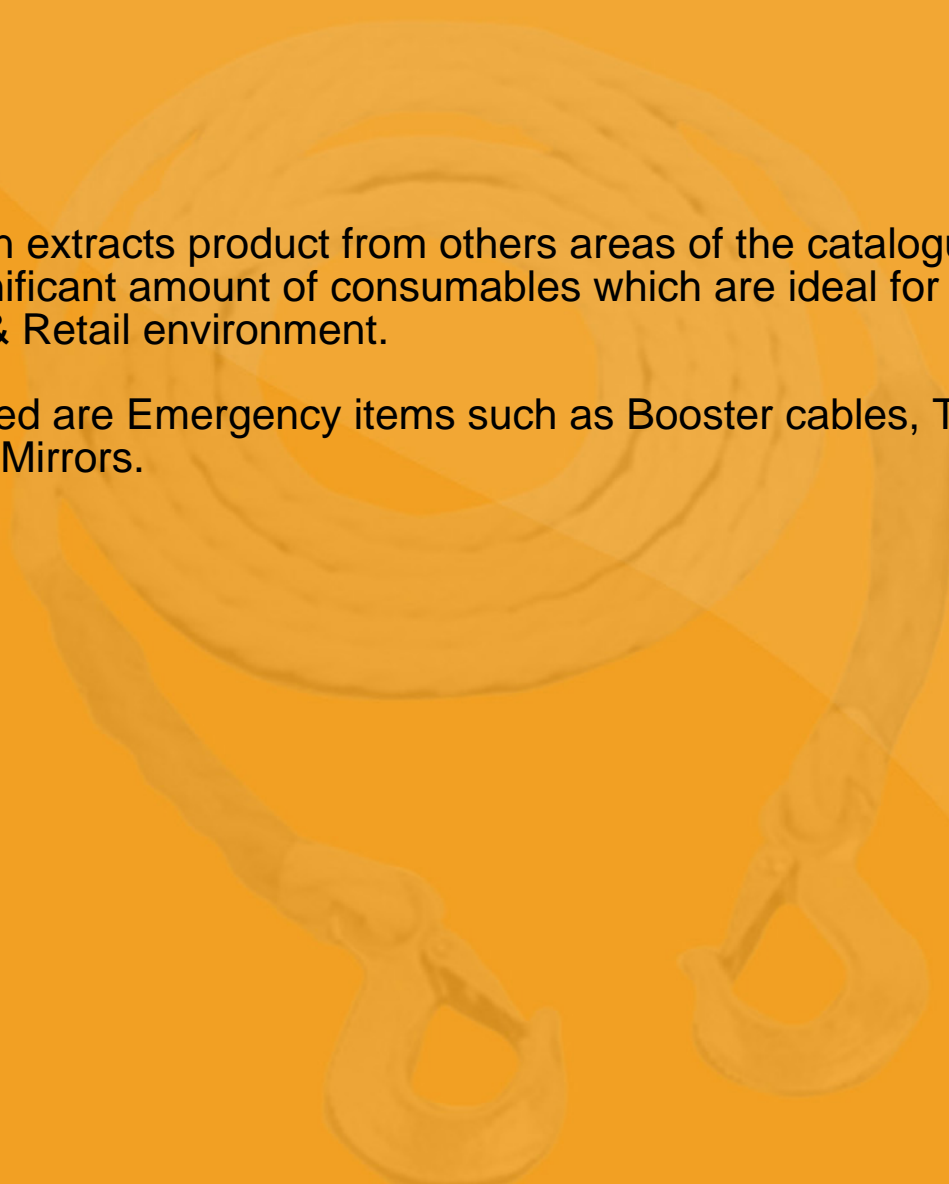 n extracts product from others areas of the catalogu
nificant amount of consumables which are ideal for
& Retail environment.
ed are Emergency items such as Booster cables, T
Mirrors.